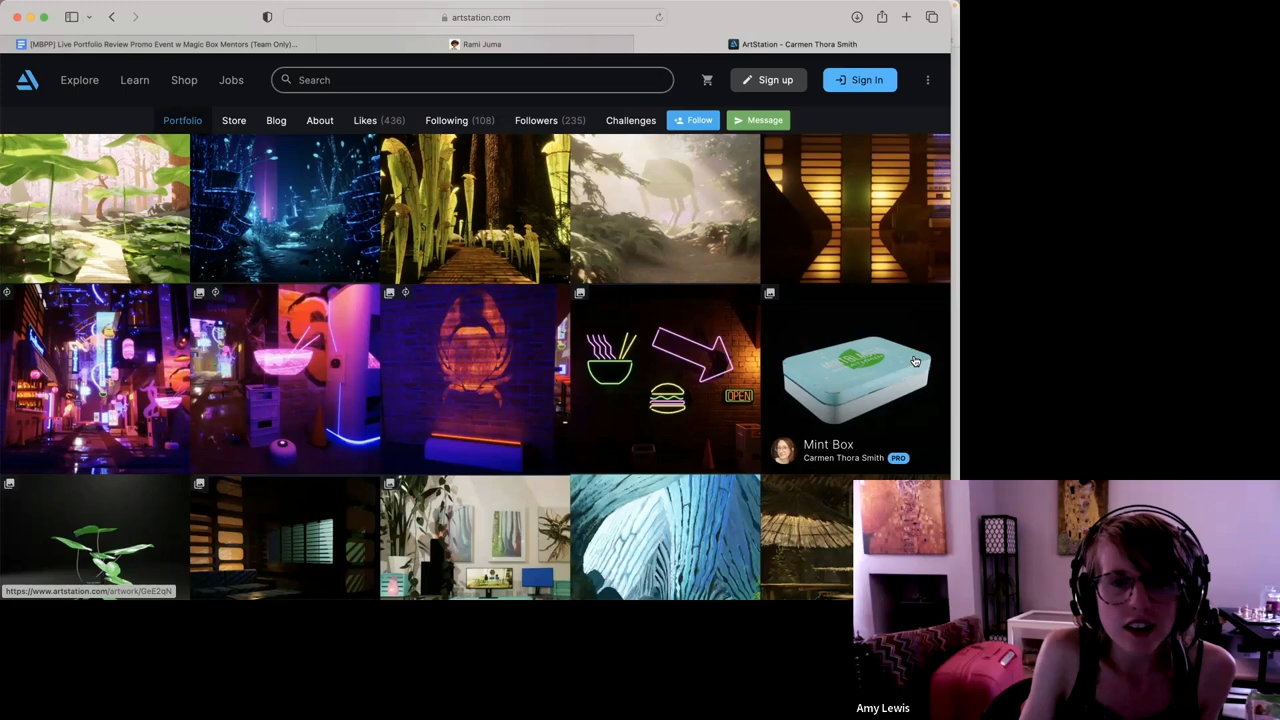 artstation.com
[MBPP] Live Portfolio Review Promo Event w Magic Box Mentors (Team Only)...
Rami Juma
ArtStation - Carmen Thora Smith
Explore
Learn
Shop
Jobs
Search
Sign up
Sign In
Portfolio
Store
Blog
About
Likes (436)
Following (108)
Followers (235)
Challenges
Follow
Message
OPEN
Mint Box
Carmen Thora Smith PRO
https://www.artstation.com/artwork/GeE2qN
Amy Lewis